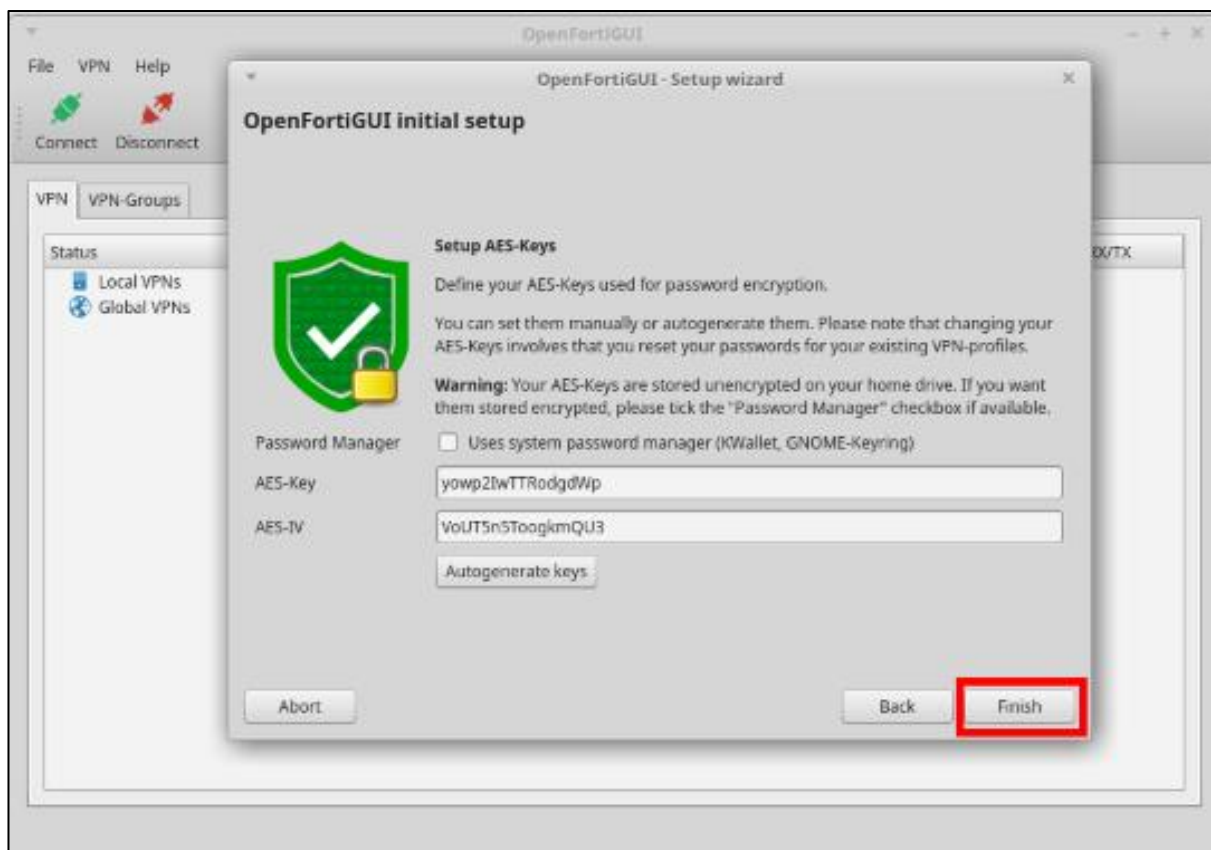 OpenFortiGUI
File VPN Help
Connect Disconnect
VPN VPN-Groups
Status
RX/TX
Local VPNs
Global VPNs
OpenFortiGUI - Setup wizard
OpenFortiGUI initial setup
Setup AES-Keys
Define your AES-Keys used for password encryption.
You can set them manually or autogenerate them. Please note that changing your
AES-Keys involves that you reset your passwords for your existing VPN-profiles.
Warning: Your AES-Keys are stored unencrypted on your home drive. If you want
them stored encrypted, please tick the "Password Manager" checkbox if available.
Password Manager Uses system password manager (KWallet, GNOME-Keyring)
AES-Key yowp2IwTTRodgdWp
AES-IV VoUT5n5ToogkmQU3
Autogenerate keys
Abort Back Finish